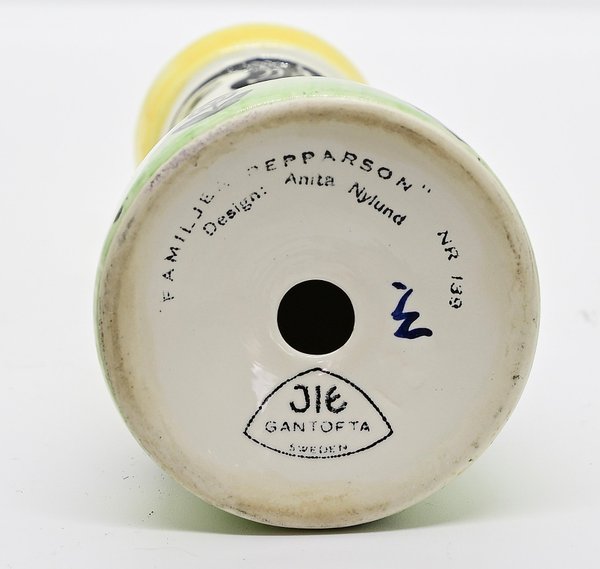 "FAMILJEN PEPPARSON" NR 139
Design: Anita Nylund
JIE
GANTOFTA
SWEDEN